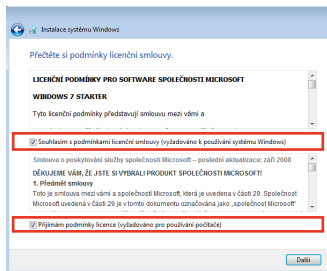 Instalace systému Windows
Přečtěte si podmínky licenční smlouvy.
LICENČNÍ PODMÍNKY PRO SOFTWARE SPOLEČNOSTI MICROSOFT
WINDOWS 7 STARTER
Tyto licenční podmínky představují smlouvu mezi vámi a
Souhlasím s podmínkami licenční smlouvy (vyžadováno k používání systému Windows)
Smlouva o poskytování služby společnosti Microsoft – poslední aktualizace: září 2008
DĚKUJEME VÁM, ŽE JSTE SI VYBRALI PRODUKT SPOLEČNOSTI MICROSOFT!
1. Předmět smlouvy
Toto je smlouva mezi vámi a společností Microsoft, která je uvedena v části 29. Společnost
Microsoft uvedená v části 29 je v tomto dokumentu označována jako „společnost Microsoft“
Přijímám podmínky licence (vyžadováno pro používání počítače)
Další